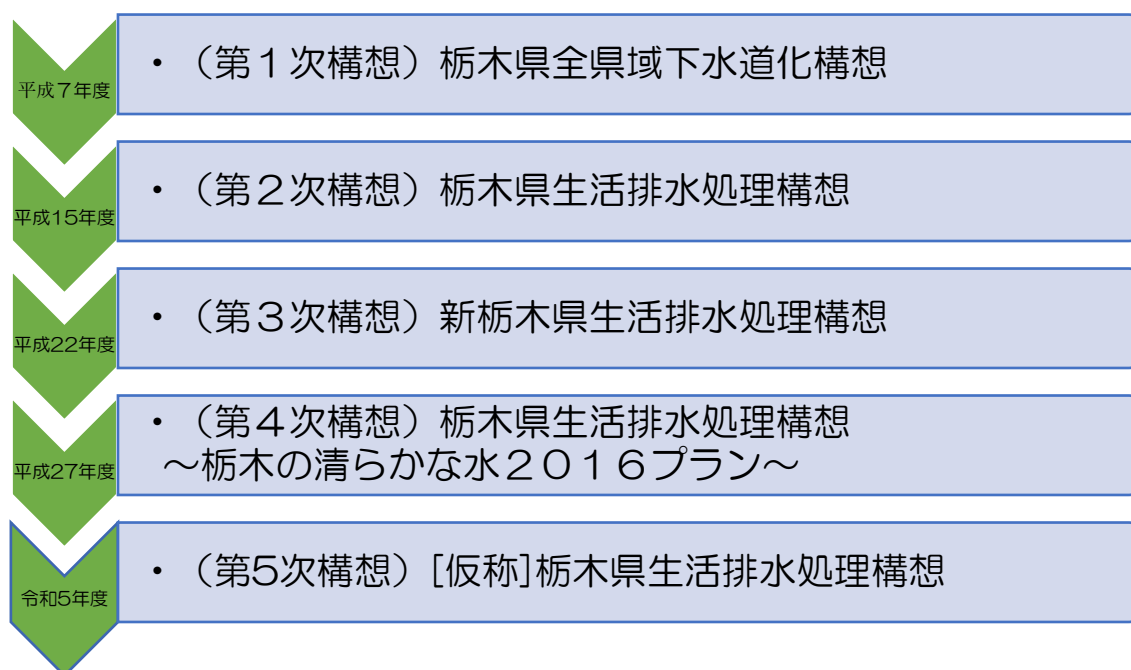 平成７年度
・（第１次構想）栃木県全県域下水道化構想
平成15年度
・（第２次構想）栃木県生活排水処理構想
平成22年度
・（第３次構想）新栃木県生活排水処理構想
平成27年度
・（第４次構想）栃木県生活排水処理構想
～栃木の清らかな水２０１６プラン～
令和5年度
・（第5次構想）[仮称]栃木県生活排水処理構想